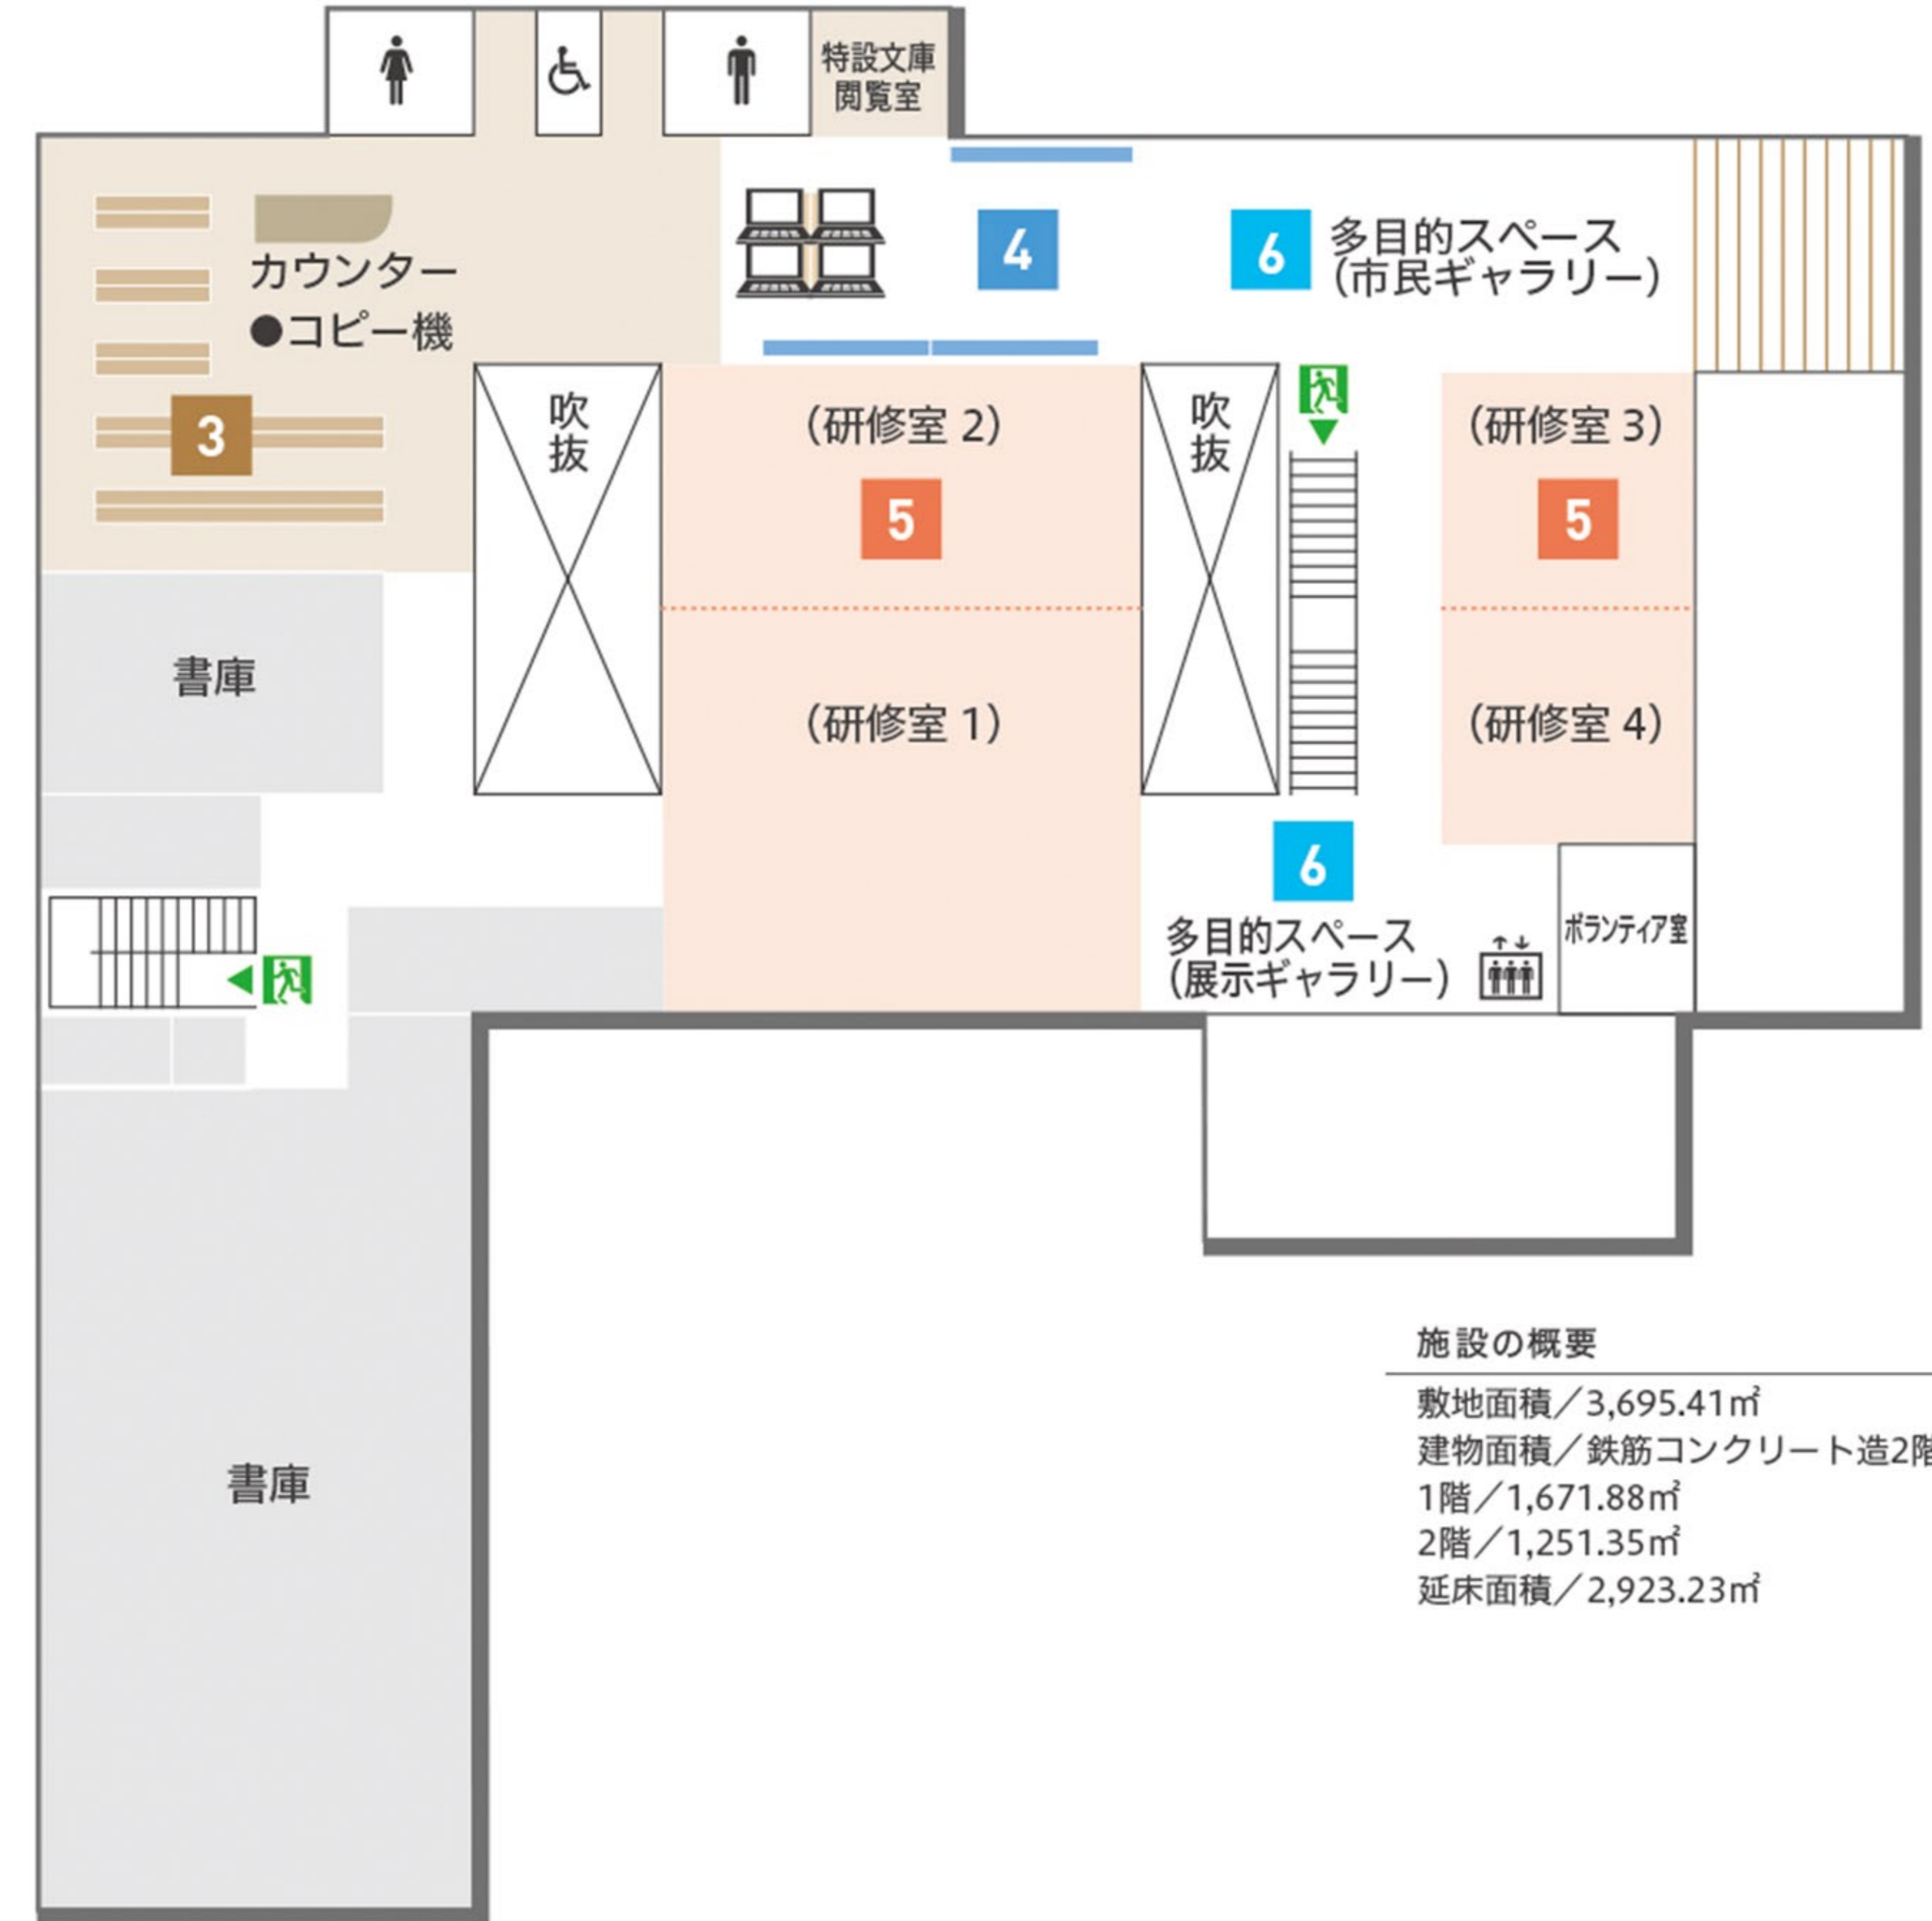 特設文庫
閲覧室
カウンター
●コピー機
3
4
6
多目的スペース
(市民ギャラリー)
吹抜
(研修室 2)
5
吹抜
(研修室 3)
5
書庫
(研修室 1)
(研修室 4)
6
多目的スペース
(展示ギャラリー)
ボランティア室
書庫
施設の概要
敷地面積／3,695.41㎡
建物面積／鉄筋コンクリート造2階
1階／1,671.88㎡
2階／1,251.35㎡
延床面積／2,923.23㎡